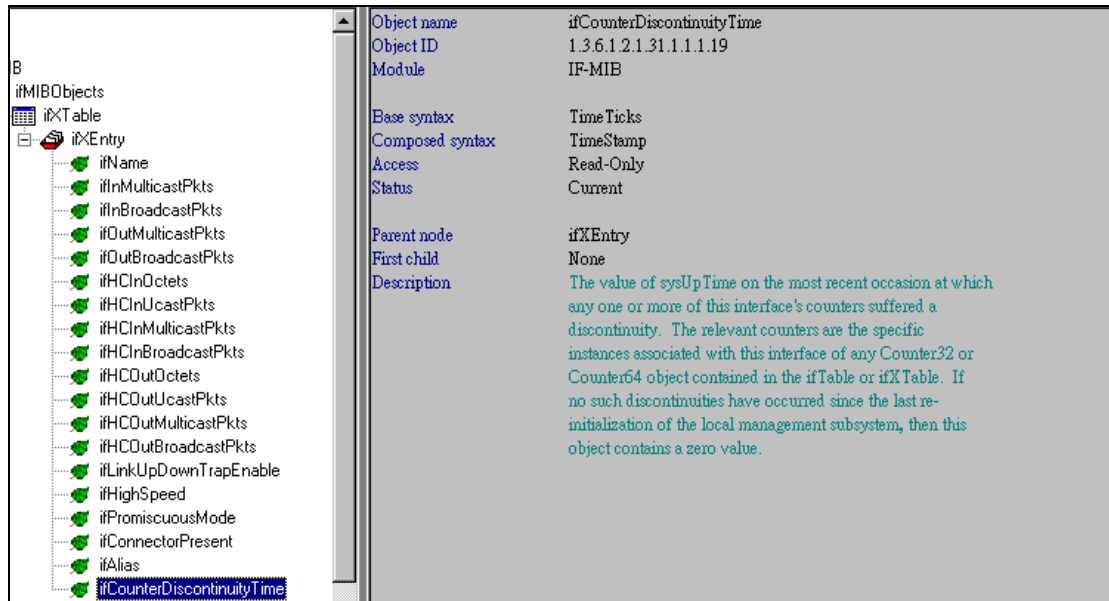 IB
ifMIBObjects
ifXTable
ifXEntry
ifName
ifInMulticastPkts
ifInBroadcastPkts
ifOutMulticastPkts
ifOutBroadcastPkts
ifHCInOctets
ifHCInUcastPkts
ifHCInMulticastPkts
ifHCInBroadcastPkts
ifHCOutOctets
ifHCOutUcastPkts
ifHCOutMulticastPkts
ifHCOutBroadcastPkts
ifLinkUpDownTrapEnable
ifHighSpeed
ifPromiscuousMode
ifConnectorPresent
ifAlias
ifCounterDiscontinuityTime
Object name ifCounterDiscontinuityTime
Object ID 1.3.6.1.2.1.31.1.1.1.19
Module IF-MIB
Base syntax TimeTicks
Composed syntax TimeStamp
Access Read-Only
Status Current
Parent node ifXEntry
First child None
Description The value of sysUpTime on the most recent occasion at which
any one or more of this interface's counters suffered a
discontinuity. The relevant counters are the specific
instances associated with this interface of any Counter32 or
Counter64 object contained in the ifTable or ifXTable. If
no such discontinuities have occurred since the last re-
initialization of the local management subsystem, then this
object contains a zero value.